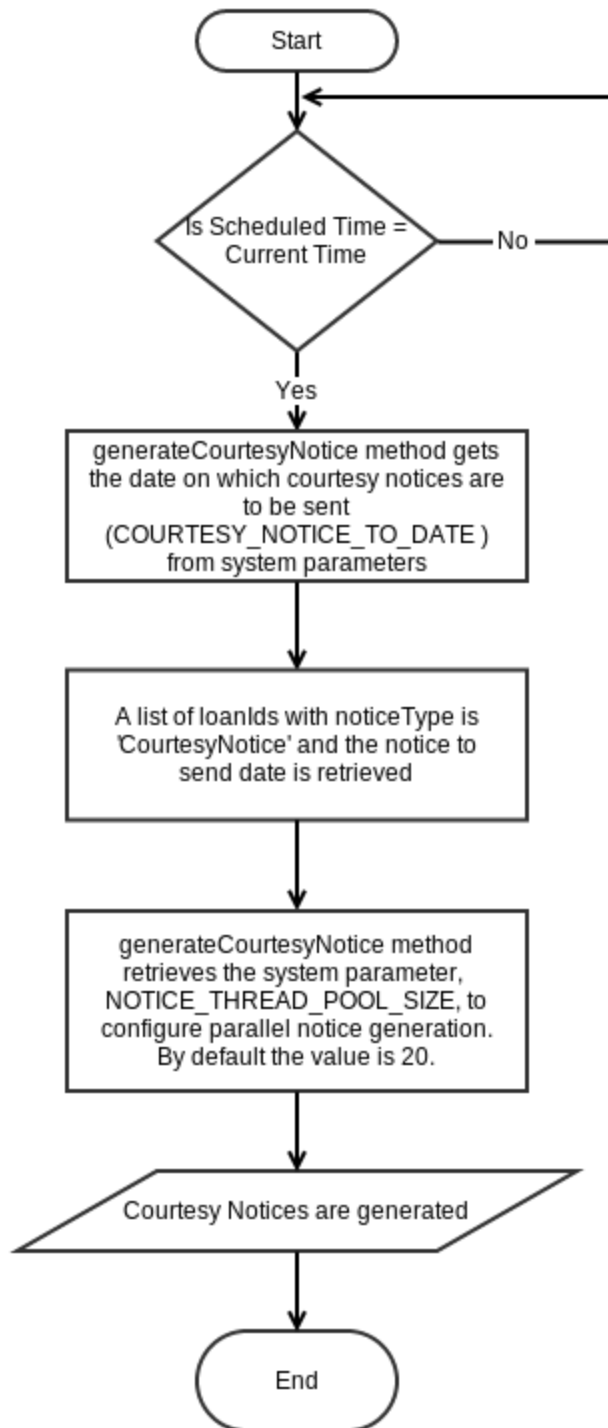 Start
Is Scheduled Time =
Current Time
No
Yes
generateCourtesyNotice method gets
the date on which courtesy notices are
to be sent
(COURTESY_NOTICE_TO_DATE )
from system parameters
A list of loanIds with noticeType is
'CourtesyNotice' and the notice to
send date is retrieved
generateCourtesyNotice method
retrieves the system parameter,
NOTICE_THREAD_POOL_SIZE, to
configure parallel notice generation.
By default the value is 20.
Courtesy Notices are generated
End